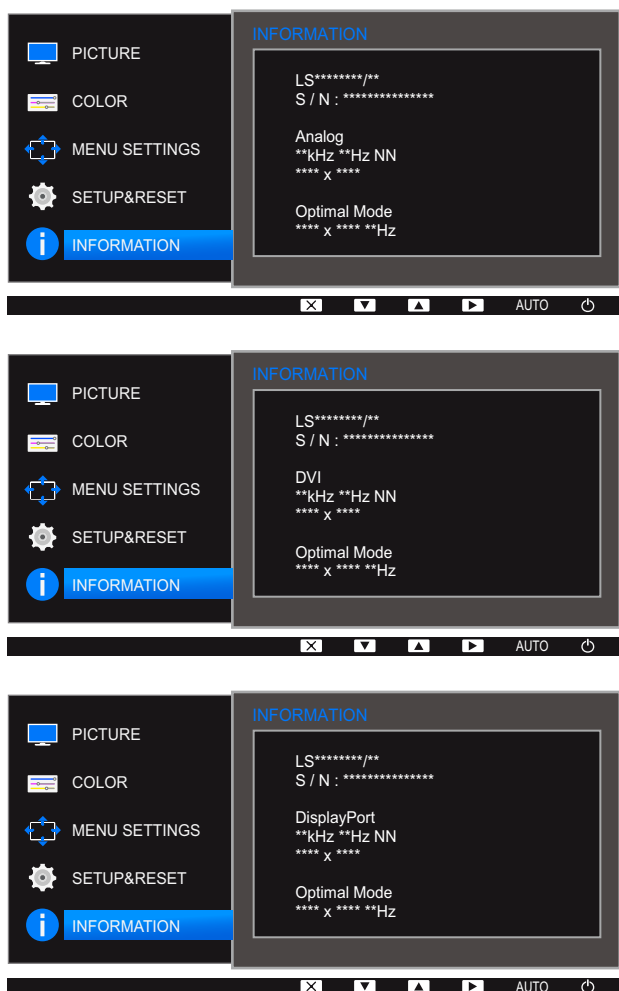 INFORMATION
PICTURE
COLOR
MENU SETTINGS
SETUP&RESET
INFORMATION
LS********/**
S / N : ***************
Analog
**kHz **Hz NN
**** x ****
Optimal Mode
**** x **** **Hz
AUTO
INFORMATION
PICTURE
COLOR
MENU SETTINGS
SETUP&RESET
INFORMATION
LS********/**
S / N : ***************
DVI
**kHz **Hz NN
**** x ****
Optimal Mode
**** x **** **Hz
AUTO
INFORMATION
PICTURE
COLOR
MENU SETTINGS
SETUP&RESET
INFORMATION
LS********/**
S / N : ***************
DisplayPort
**kHz **Hz NN
**** x ****
Optimal Mode
**** x **** **Hz
AUTO